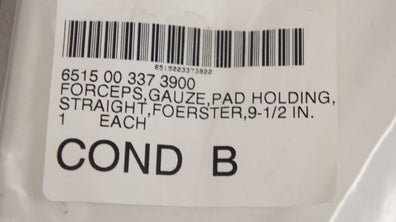 6515003373900
6515 00 337 3900
FORCEPS,GAUZE,PAD HOLDING,
STRAIGHT,FOERSTER,9-1/2 IN.
1 EACH
COND B